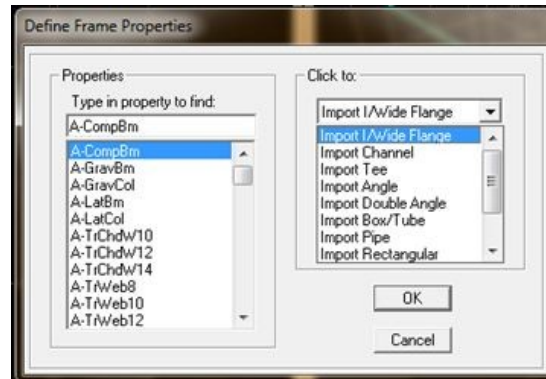 Define Frame Properties
Properties
Type in property to find:
A-CompBm
A-CompBm
A-GravBm
A-GravCol
A-LatBm
A-LatCol
A-TrChdW10
A-TrChdW12
A-TrChdW14
A-TrWeb8
A-TrWeb10
A-TrWeb12
Click to:
Import I/Wide Flange
Import I/Wide Flange
Import Channel
Import Tee
Import Angle
Import Double Angle
Import Box/Tube
Import Pipe
Import Rectangular
OK
Cancel